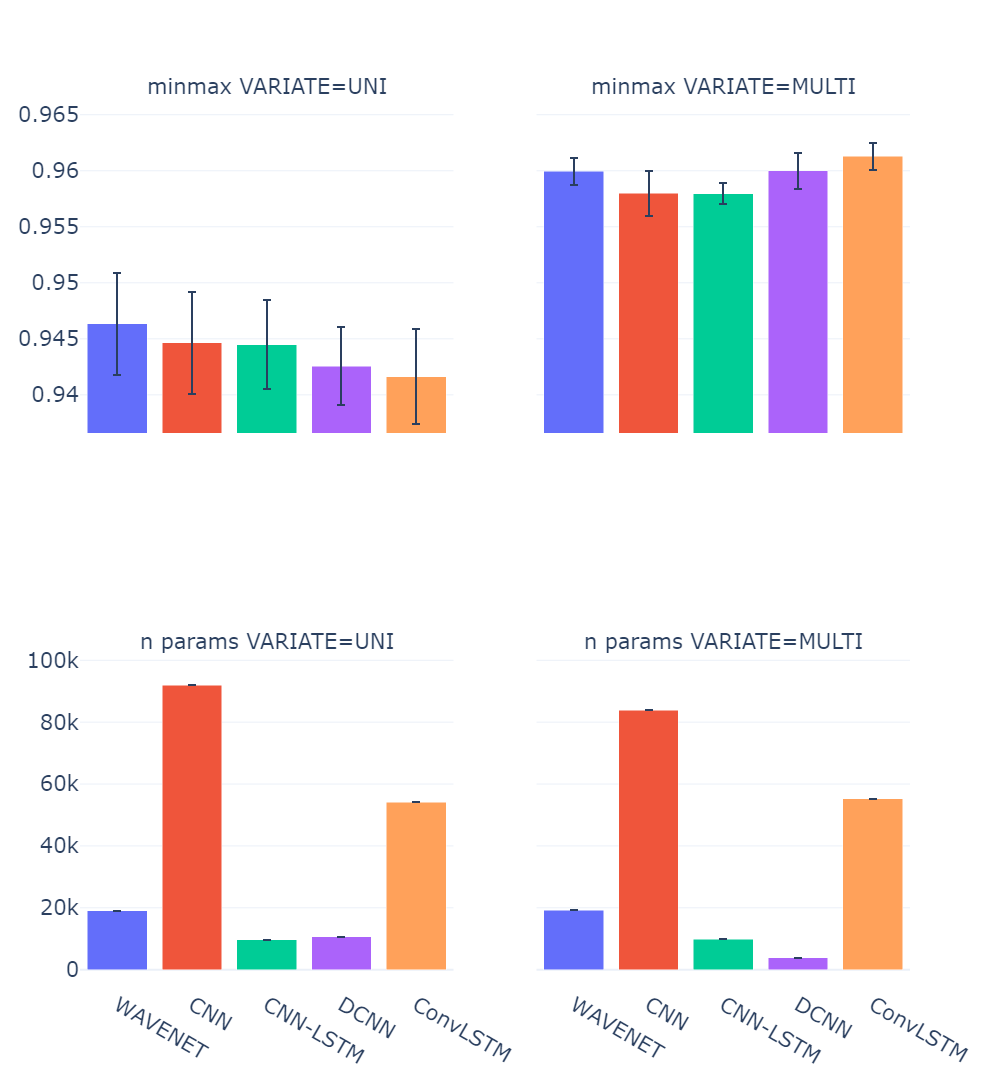 minmax VARIATE=UNI
minmax VARIATE=MULTI
0.965
0.96
0.955
0.95
0.945
0.94
n params VARIATE=UNI
n params VARIATE=MULTI
100k
80k
60k
40k
20k
0
WAVENET
CNN
CNN-LSTM
DCNN
ConvLSTM
WAVENET
CNN
CNN-LSTM
DCNN
ConvLSTM